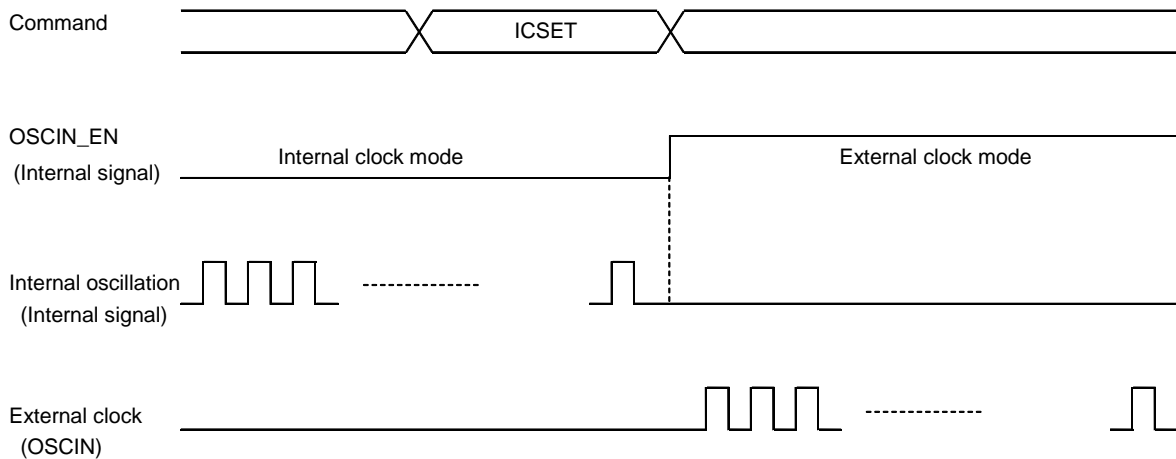 Command
ICSET
OSCIN_EN
(Internal signal)
Internal clock mode
External clock mode
Internal oscillation
(Internal signal)
External clock
(OSCIN)